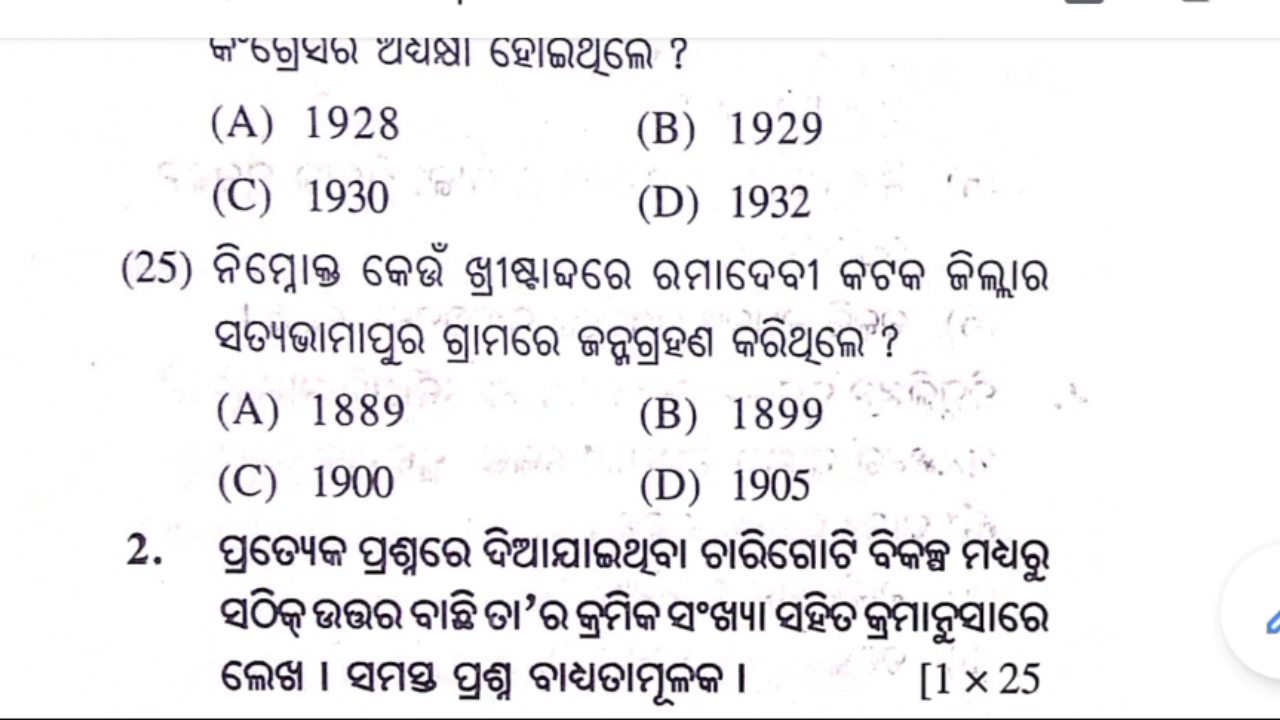 କଂଗ୍ରେସର ଅଧ୍ୟକ୍ଷା ହୋଇଥିଲେ ?
(A) 1928 (B) 1929
(C) 1930 (D) 1932
(25) ନିମ୍ନୋକ୍ତ କେଉଁ ଖ୍ରୀଷ୍ଟାବ୍ଦରେ ରମାଦେବୀ କଟକ ଜିଲ୍ଲାର
ସତ୍ୟଭାମାପୁର ଗ୍ରାମରେ ଜନ୍ମଗ୍ରହଣ କରିଥିଲେ ?
(A) 1889 (B) 1899
(C) 1900 (D) 1905
2. ପ୍ରତ୍ୟେକ ପ୍ରଶ୍ନରେ ଦିଆଯାଇଥିବା ଚାରିଗୋଟି ବିକଳ୍ପ ମଧ୍ୟରୁ
ସଠିକ୍ ଉତ୍ତର ବାଛି ତା’ର କ୍ରମିକ ସଂଖ୍ୟା ସହିତ କ୍ରମାନୁସାରେ
ଲେଖ । ସମସ୍ତ ପ୍ରଶ୍ନ ବାଧ୍ୟତାମୂଳକ । [1 × 25